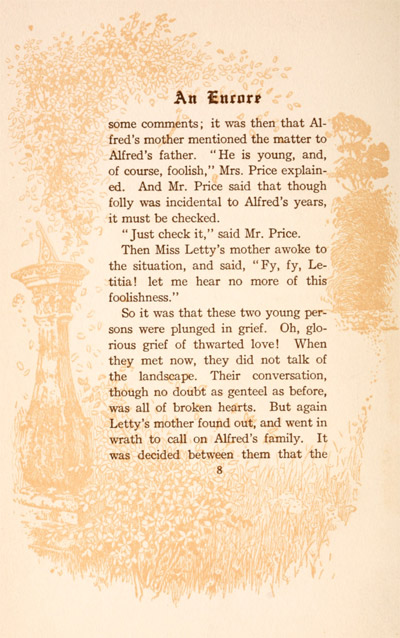 An Encore
some comments; it was then that Al-
fred's mother mentioned the matter to
Alfred's father. "He is young, and,
of course, foolish," Mrs. Price explain-
ed. And Mr. Price said that though
folly was incidental to Alfred's years,
it must be checked.
"Just check it," said Mr. Price.
Then Miss Letty's mother awoke to
the situation, and said, "Fy, fy, Le-
titia! let me hear no more of this
foolishness."
So it was that these two young per-
sons were plunged in grief. Oh, glo-
rious grief of thwarted love! When
they met now, they did not talk of
the landscape. Their conversation,
though no doubt as genteel as before,
was all of broken hearts. But again
Letty's mother found out, and went in
wrath to call on Alfred's family. It
was decided between them that the
8